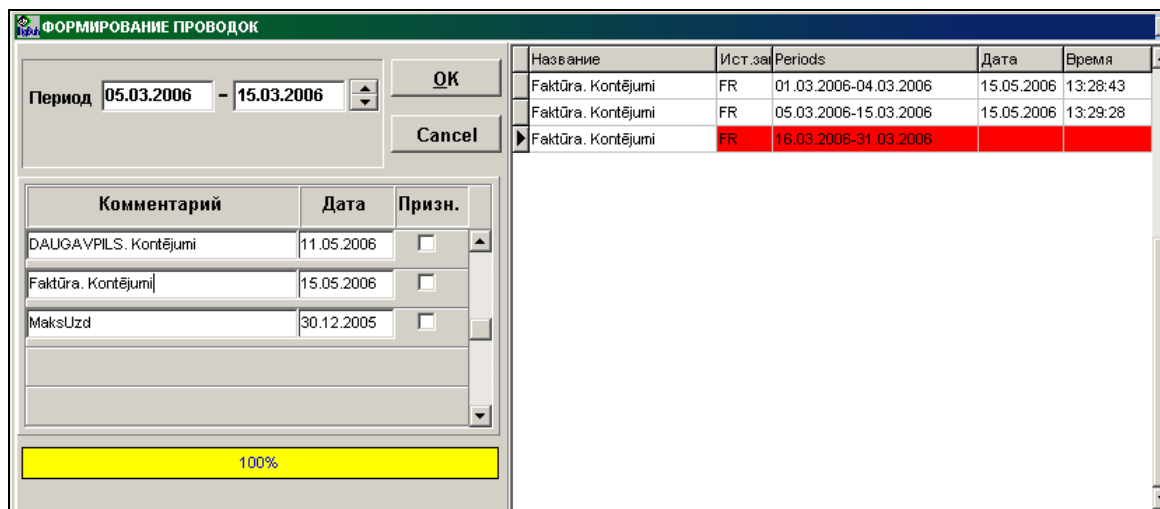 ФОРМИРОВАНИЕ ПРОВОДОК
Период 05.03.2006 – 15.03.2006
OK
Cancel
Комментарий Дата Призн.
DAUGAVPILS. Kontējumi 11.05.2006
Faktūra. Kontējumi 15.05.2006
MaksUzd 30.12.2005
100%
Название Ист.зап Periods Дата Время
Faktūra. Kontējumi FR 01.03.2006-04.03.2006 15.05.2006 13:28:43
Faktūra. Kontējumi FR 05.03.2006-15.03.2006 15.05.2006 13:29:28
Faktūra. Kontējumi FR 16.03.2006-31.03.2006